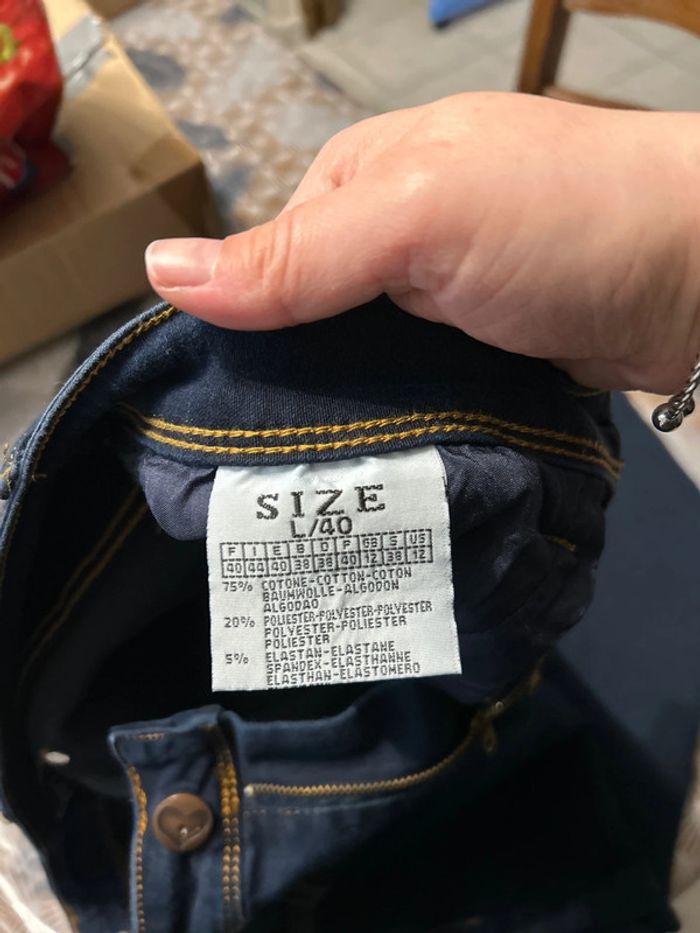 SIZE
L/40
F I E B D P GB S US
40 44 40 38 38 40 12 38 12
75% COTONE-COTTON-COTON
BAUMWOLLE-ALGODON
ALGODAO
20% POLIESTER-POLYESTER-POLYESTER
POLYESTER-POLIESTER
POLIESTER
5% ELASTAN-ELASTANE
SPANDEX-ELASTHANNE
ELASTHAN-ELASTOMERO